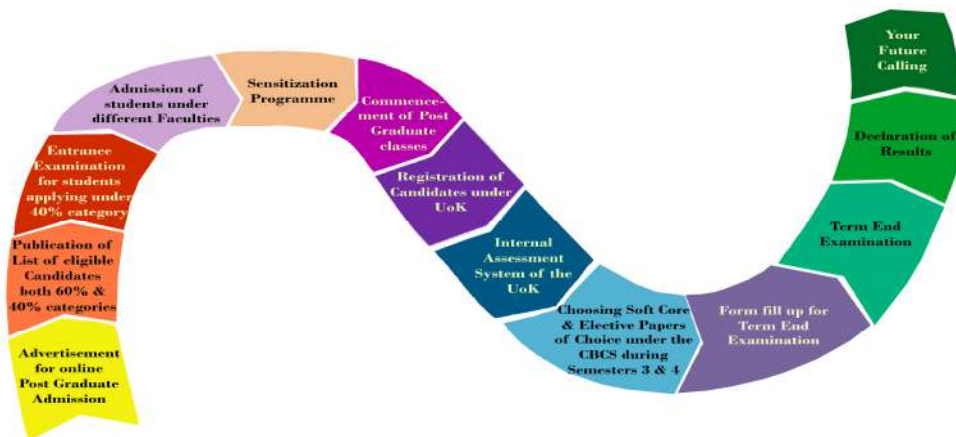 Advertisement
for online
Post Graduate
Admission
Publication of
List of eligible
Candidates
both 60% &
40% categories
Entrance
Examination
for students
applying under
40% category
Admission of
students under
different Faculties
Sensitization
Programme
Commence-
ment of Post
Graduate
classes
Registration of
Candidates under
UoK
Internal
Assessment
System of the
UoK
Choosing Soft Core
& Elective Papers
of Choice under the
CBCS during
Semesters 3 & 4
Form fill up for
Term End
Examination
Term End
Examination
Declaration of
Results
Your
Future
Calling